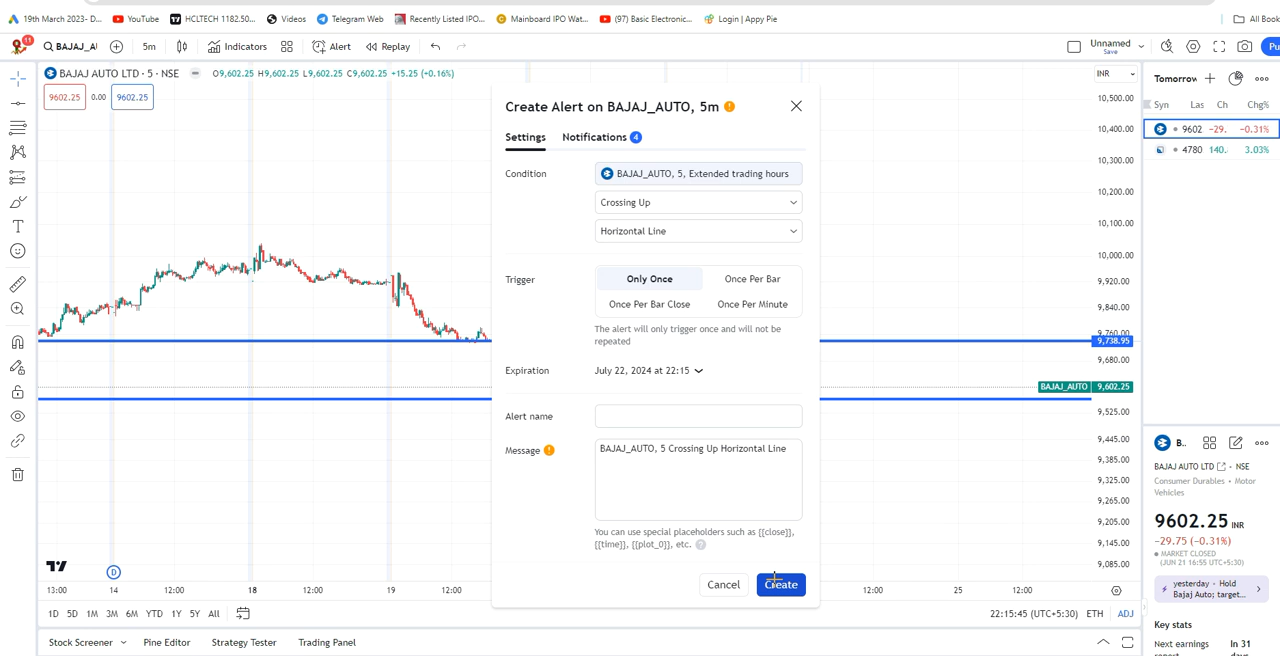 19th March 2023- D...
YouTube
HCLTECH 1182.50...
Videos
Telegram Web
Recently Listed IPO...
Mainboard IPO Wat...
(97) Basic Electronic...
Login | Appy Pie
All Book
11
BAJAJ_A
5m
Indicators
Alert
Replay
Unnamed
Save
Pu
BAJAJ AUTO LTD · 5 · NSE
O9,602.25 H9,602.25 L9,602.25 C9,602.25 +15.25 (+0.16%)
INR
9602.25
0.00
9602.25
Tomorrow
Syn Las Ch Chg%
9602 −29. −0.31%
4780 140. 3.03%
Create Alert on BAJAJ_AUTO, 5m
Settings
Notifications 4
Condition
BAJAJ_AUTO, 5, Extended trading hours
Crossing Up
Horizontal Line
Trigger
Only Once
Once Per Bar
Once Per Bar Close
Once Per Minute
The alert will only trigger once and will not be
repeated
Expiration
July 22, 2024 at 22:15
Alert name
Message
BAJAJ_AUTO, 5 Crossing Up Horizontal Line
You can use special placeholders such as {{close}},
{{time}}, {{plot_0}}, etc.
Cancel
Create
10,500.00
10,400.00
10,300.00
10,200.00
10,100.00
10,000.00
9,920.00
9,840.00
9,760.00
9,738.95
9,680.00
BAJAJ_AUTO 9,602.25
9,525.00
9,445.00
9,385.00
9,325.00
9,265.00
9,205.00
9,145.00
9,085.00
D
13:00
14
12:00
18
12:00
19
12:00
12:00
25
12:00
1D 5D 1M 3M 6M YTD 1Y 5Y All
22:15:45 (UTC+5:30)
ETH
ADJ
Stock Screener
Pine Editor
Strategy Tester
Trading Panel
B..
BAJAJ AUTO LTD · NSE
Consumer Durables • Motor
Vehicles
9602.25 INR
−29.75 (−0.31%)
MARKET CLOSED
(JUN 21 16:55 UTC+5:30)
yesterday · Hold
Bajaj Auto; target...
Key stats
Next earnings
In 31
report
days